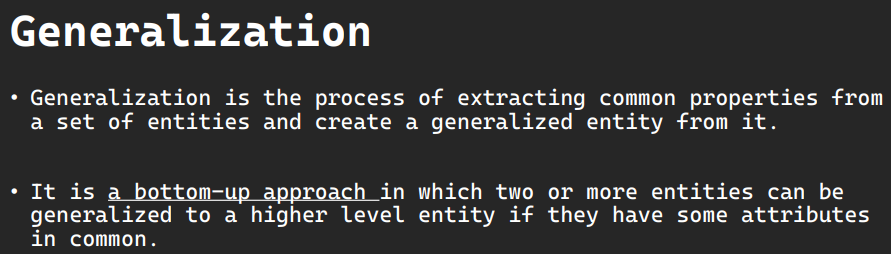 Generalization
• Generalization is the process of extracting common properties from
a set of entities and create a generalized entity from it.
• It is a bottom-up approach in which two or more entities can be
generalized to a higher level entity if they have some attributes
in common.